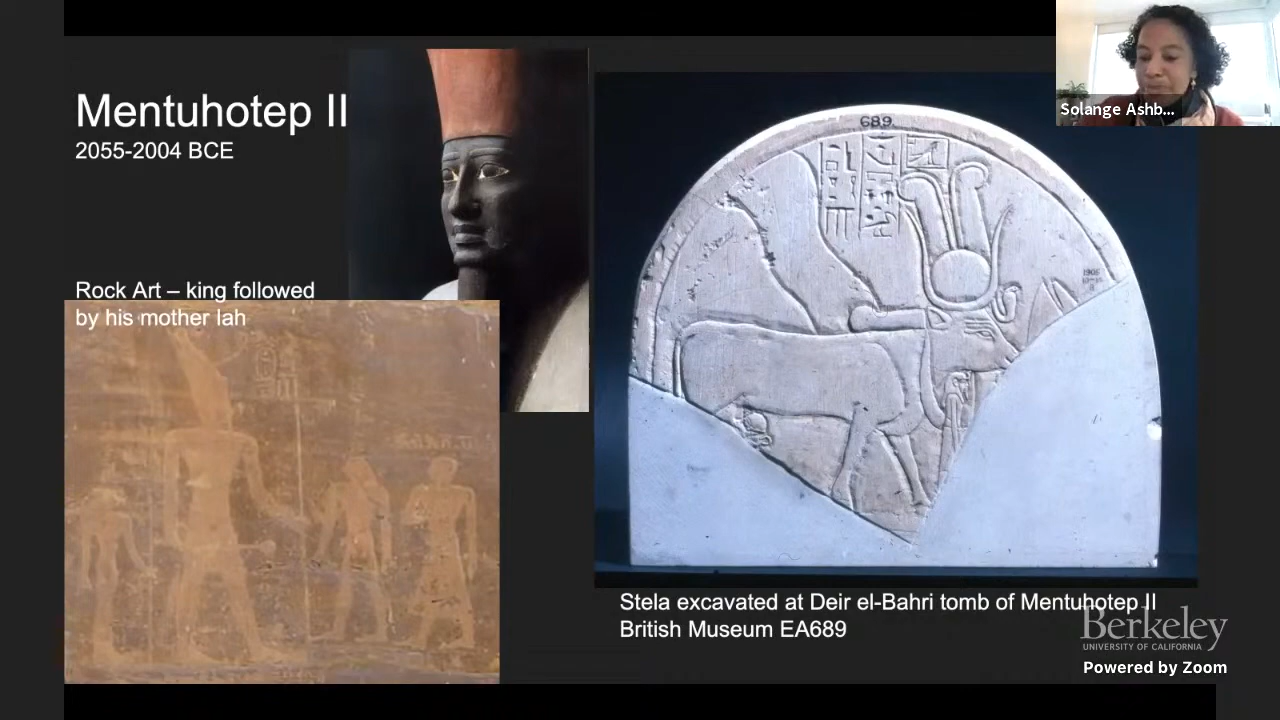 Mentuhotep II
2055-2004 BCE
Rock Art – king followed
by his mother Iah
689.
1905
Stela excavated at Deir el-Bahri tomb of Mentuhotep II
British Museum EA689
Solange Ashb...
Berkeley
UNIVERSITY OF CALIFORNIA
Powered by Zoom